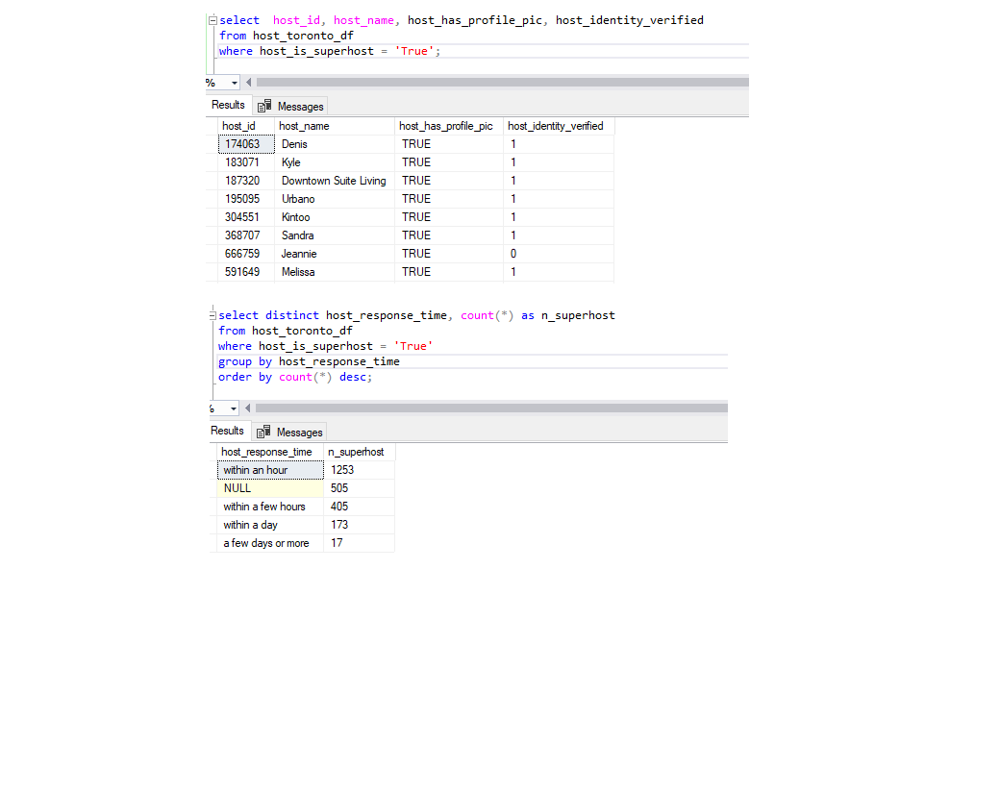 select  host_id, host_name, host_has_profile_pic, host_identity_verified
from host_toronto_df
where host_is_superhost = 'True';
%
Results Messages
host_id host_name host_has_profile_pic host_identity_verified
174063 Denis TRUE 1
183071 Kyle TRUE 1
187320 Downtown Suite Living TRUE 1
195095 Urbano TRUE 1
304551 Kintoo TRUE 1
368707 Sandra TRUE 1
666759 Jeannie TRUE 0
591649 Melissa TRUE 1
select distinct host_response_time, count(*) as n_superhost
from host_toronto_df
where host_is_superhost = 'True'
group by host_response_time
order by count(*) desc;
%
Results Messages
host_response_time n_superhost
within an hour 1253
NULL 505
within a few hours 405
within a day 173
a few days or more 17